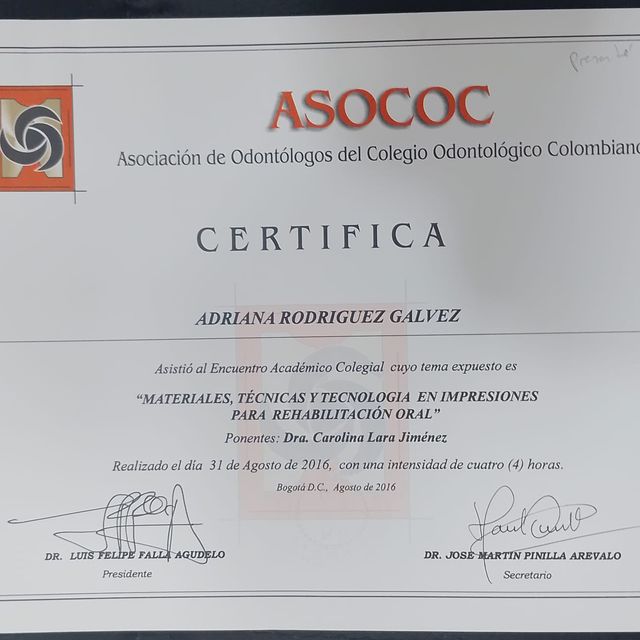 ASOCOC
Asociación de Odontólogos del Colegio Odontológico Colombiano
CERTIFICA
ADRIANA RODRIGUEZ GALVEZ
Asistió al Encuentro Académico Colegial cuyo tema expuesto es
“MATERIALES, TÉCNICAS Y TECNOLOGIA EN IMPRESIONES
PARA REHABILITACIÓN ORAL”
Ponentes: Dra. Carolina Lara Jiménez
Realizado el día 31 de Agosto de 2016, con una intensidad de cuatro (4) horas.
Bogotá D.C., Agosto de 2016
DR. LUIS FELIPE FALLA AGUDELO
Presidente
DR. JOSE MARTIN PINILLA AREVALO
Secretario